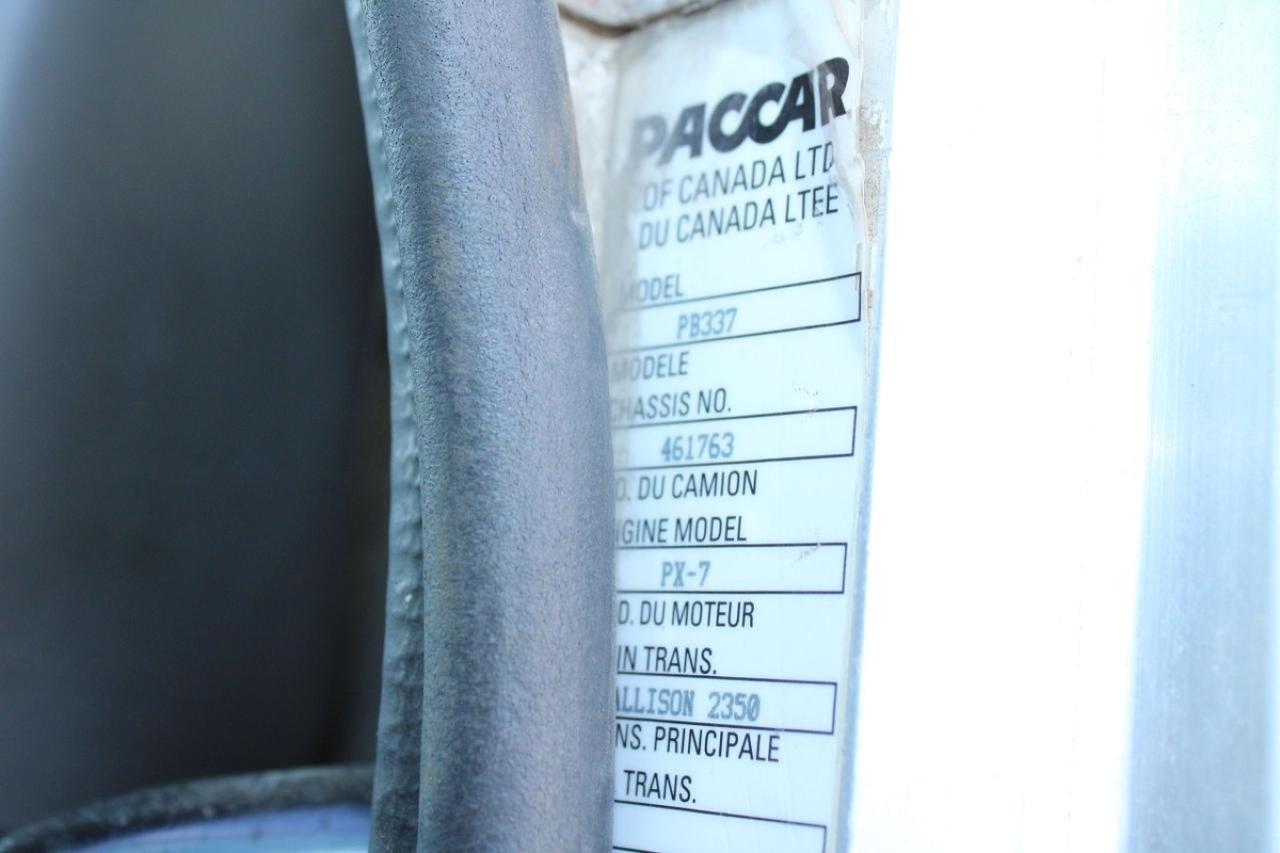 PACCAR
OF CANADA LTD
DU CANADA LTEE
MODEL
PB337
MODELE
CHASSIS NO.
461763
O. DU CAMION
NGINE MODEL
PX-7
D. DU MOTEUR
IN TRANS.
ALLISON 2350
NS. PRINCIPALE
TRANS.